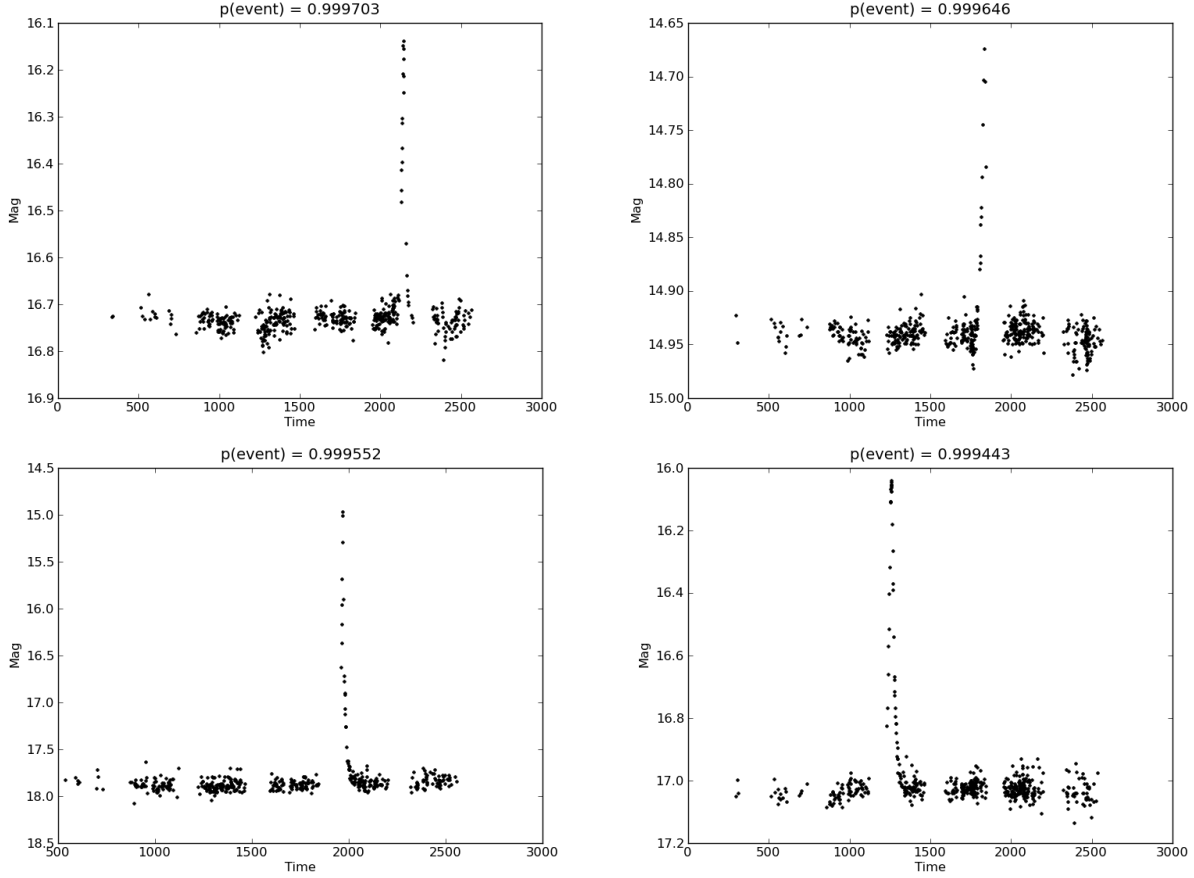 p(event) = 0.999703
16.1
16.2
16.3
16.4
16.5
16.6
16.7
16.8
16.9
Mag
0 500 1000 1500 2000 2500 3000
Time
p(event) = 0.999646
14.65
14.70
14.75
14.80
14.85
14.90
14.95
15.00
Mag
0 500 1000 1500 2000 2500 3000
Time
p(event) = 0.999552
14.5
15.0
15.5
16.0
16.5
17.0
17.5
18.0
18.5
Mag
500 1000 1500 2000 2500 3000
Time
p(event) = 0.999443
16.0
16.2
16.4
16.6
16.8
17.0
17.2
Mag
0 500 1000 1500 2000 2500 3000
Time